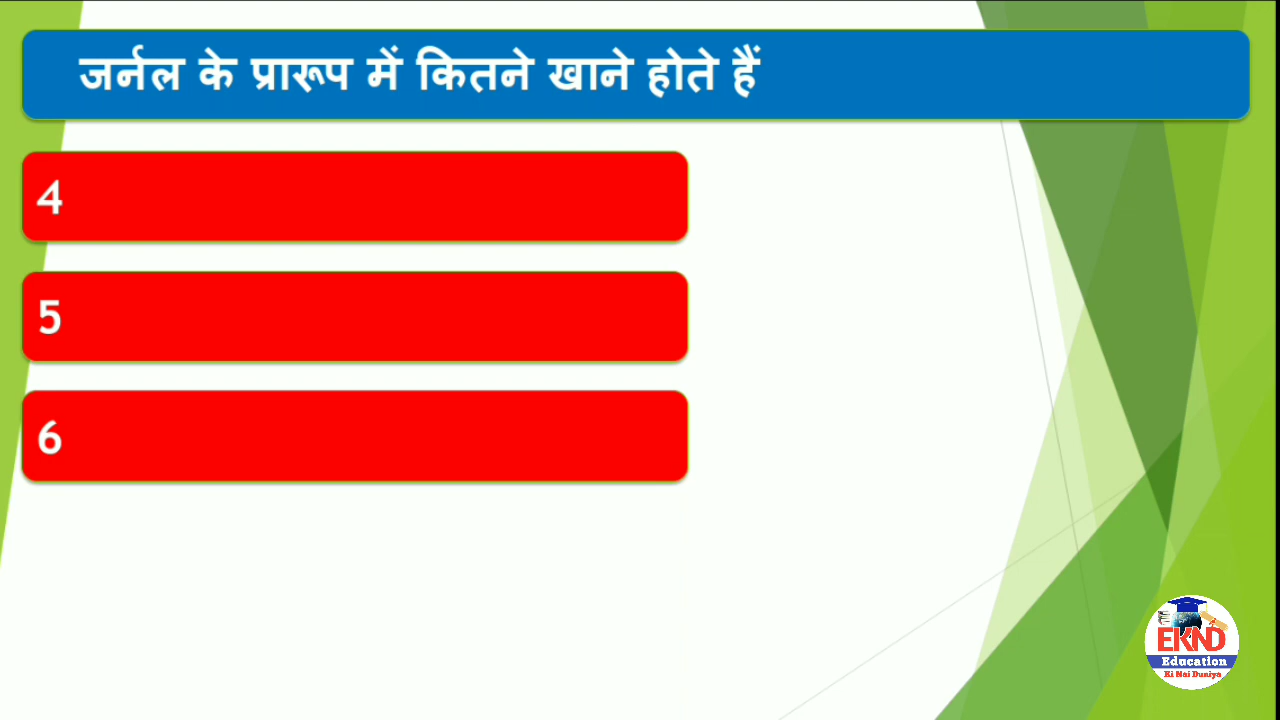 जर्नल के प्रारूप में कितने खाने होते हैं
4
5
6
EKND
Education
Ki Nai Duniya